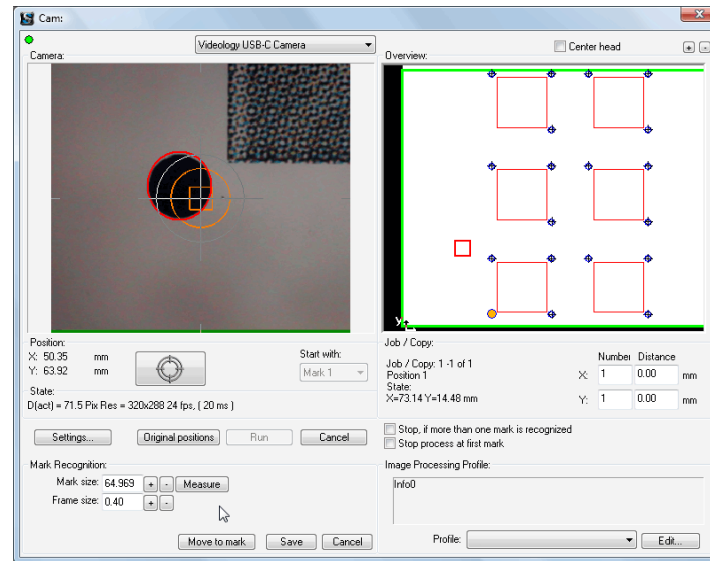 Cam:
Videology USB-C Camera
Center head
+ -
Camera:
Overview:
Y
Position:
X: 50.35 mm
Y: 63.92 mm
Start with:
Mark 1
State:
D(act) = 71.5 Pix Res = 320x288 24 fps, ( 20 ms )
Job / Copy:
Job / Copy: 1 -1 of 1
Position 1
State:
X=73.14 Y=14.48 mm
Number Distance
X: 1 0.00 mm
Y: 1 0.00 mm
Settings... Original positions Run Cancel
Stop, if more than one mark is recognized
Stop process at first mark
Mark Recognition:
Mark size: 64.969 + - Measure
Frame size: 0.40 + -
Move to mark Save Cancel
Image Processing Profile:
Info0
Profile: Edit...